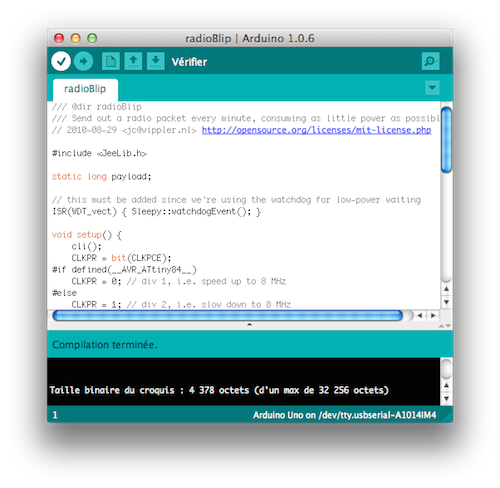 radioBlip | Arduino 1.0.6
Vérifier
radioBlip
/// @dir radioBlip
/// Send out a radio packet every minute, consuming as little power as possibl
// 2010-08-29 <jc@wippler.nl> http://opensource.org/licenses/mit-license.php
#include <JeeLib.h>
static long payload;
// this must be added since we're using the watchdog for low-power waiting
ISR(WDT_vect) { Sleepy::watchdogEvent(); }
void setup() {
cli();
CLKPR = bit(CLKPCE);
#if defined(__AVR_ATtiny84__)
CLKPR = 0; // div 1, i.e. speed up to 8 MHz
#else
CLKPR = 1; // div 2, i.e. slow down to 8 MHz
Compilation terminée.
Taille binaire du croquis : 4 378 octets (d'un max de 32 256 octets)
1
Arduino Uno on /dev/tty.usbserial-A1014IM4